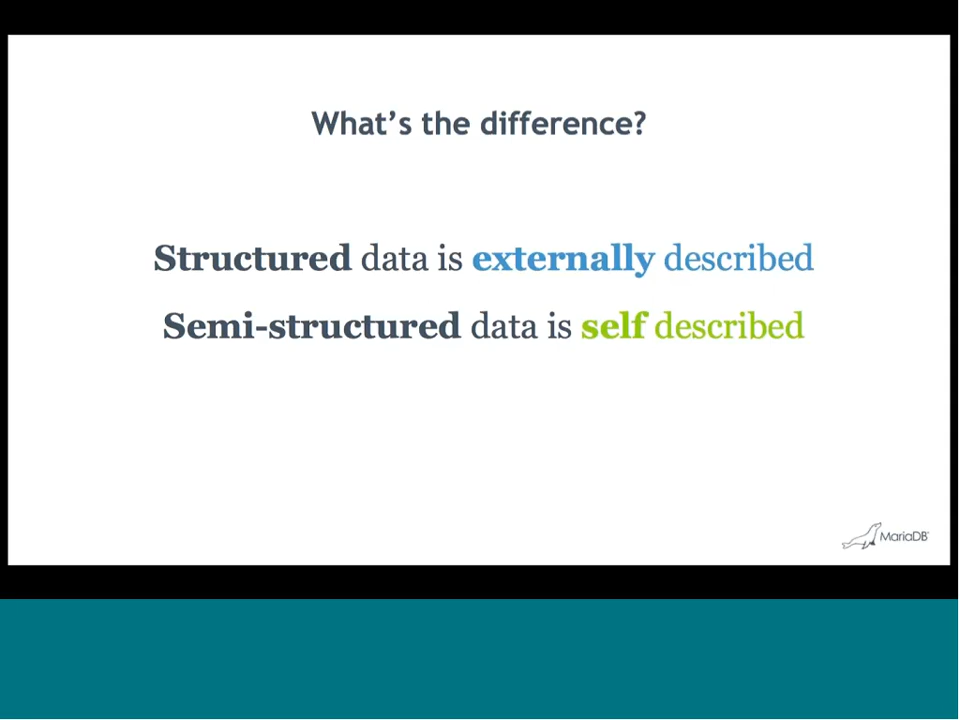 What’s the difference?
Structured data is externally described
Semi-structured data is self described
MariaDB